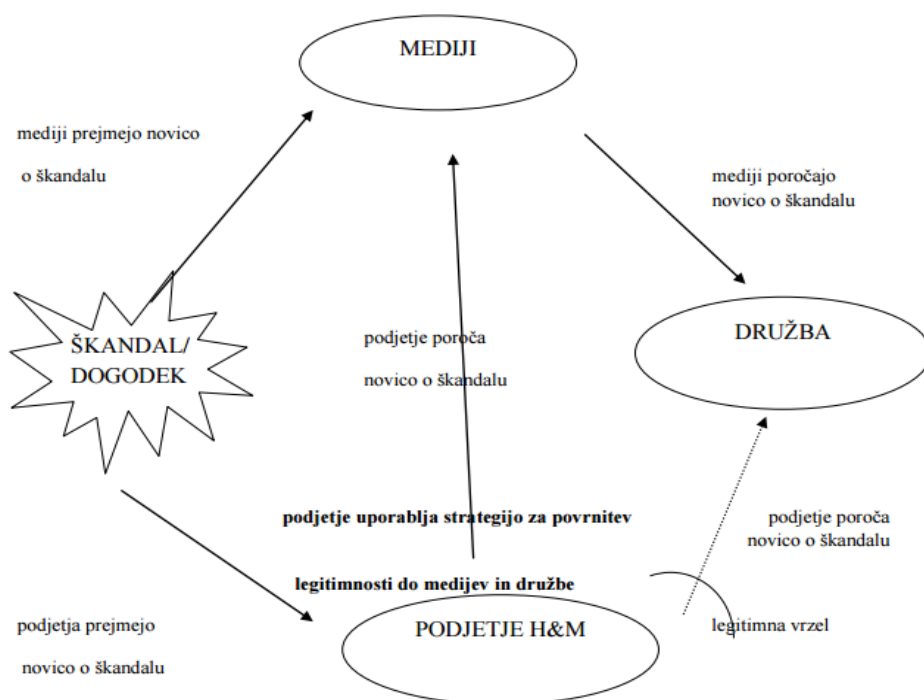 MEDIJI
mediji prejmejo novico
o škandalu
mediji poročajo
novico o škandalu
ŠKANDAL/
DOGODEK
podjetje poroča
novico o škandalu
DRUŽBA
podjetje uporablja strategijo za povrnitev
legitimnosti do medijev in družbe
podjetje poroča
novico o škandalu
podjetja prejmejo
novico o škandalu
PODJETJE H&M
legitimna vrzel